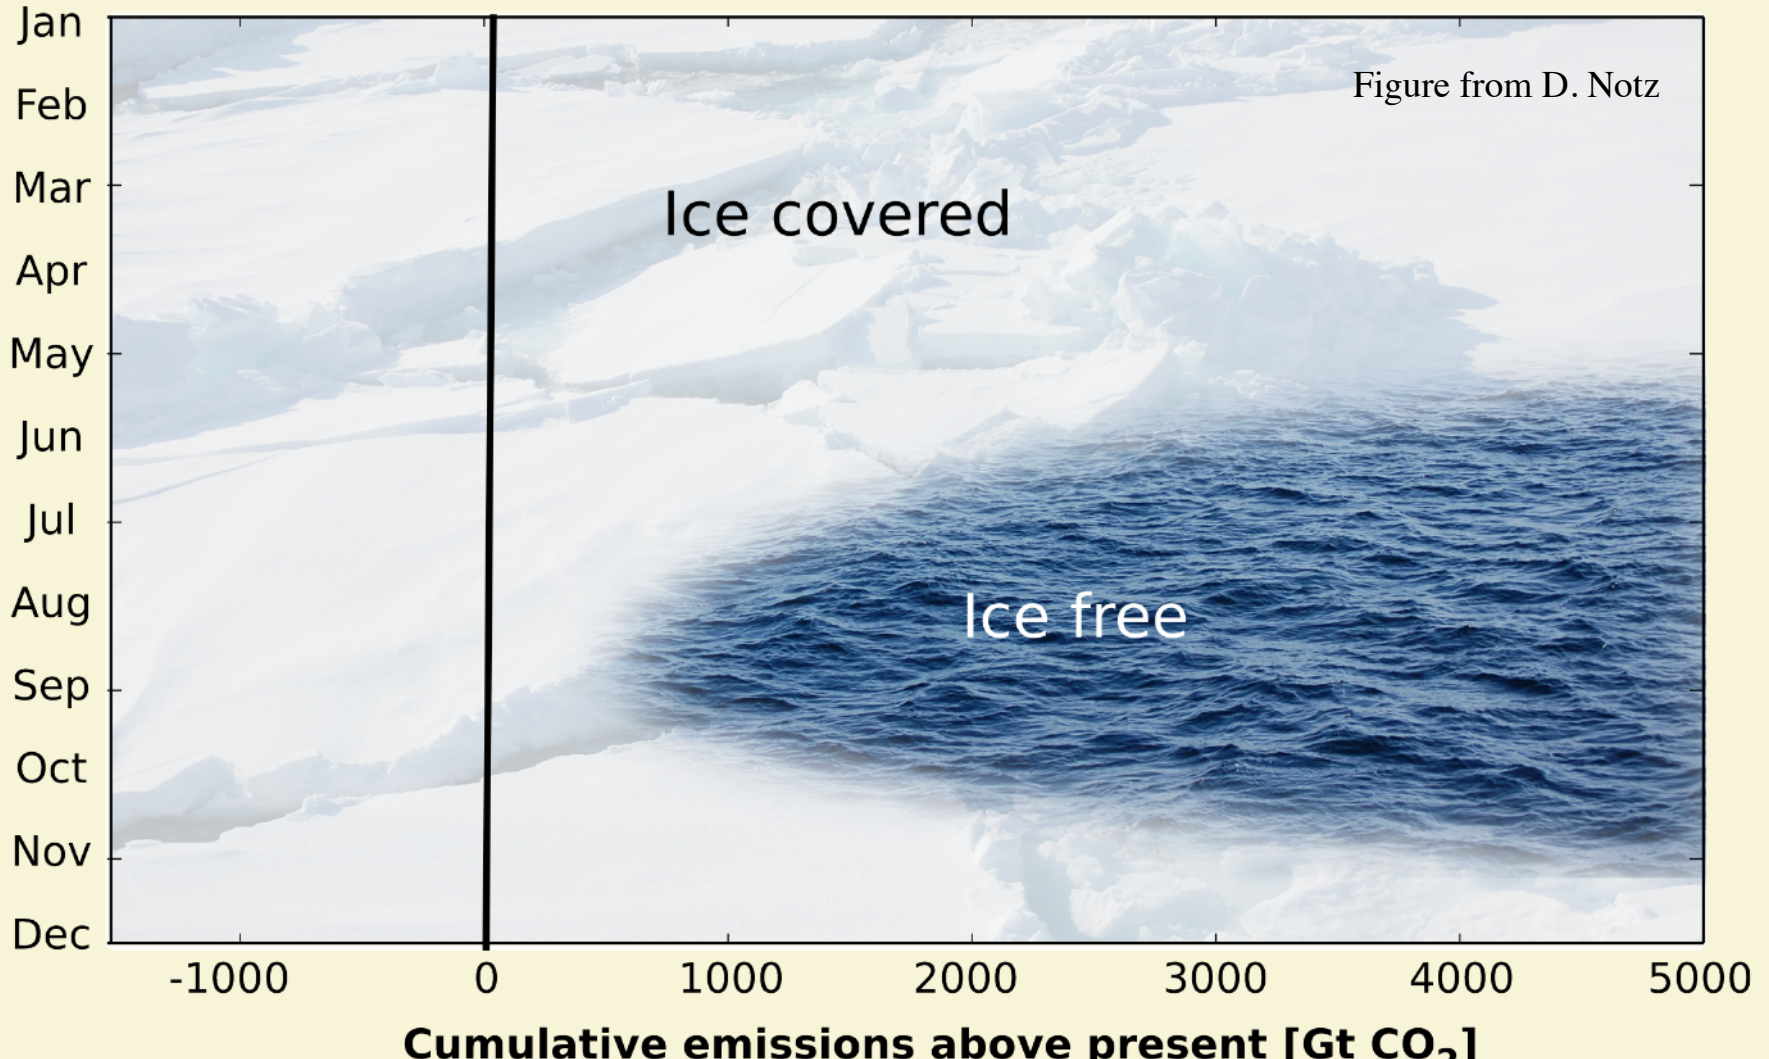 Jan
Figure from D. Notz
Feb
Mar
Ice covered
Apr
May
Jun
Jul
Aug
Ice free
Sep
Oct
Nov
Dec
-1000 0 1000 2000 3000 4000 5000
Cumulative emissions above present [Gt CO₂]